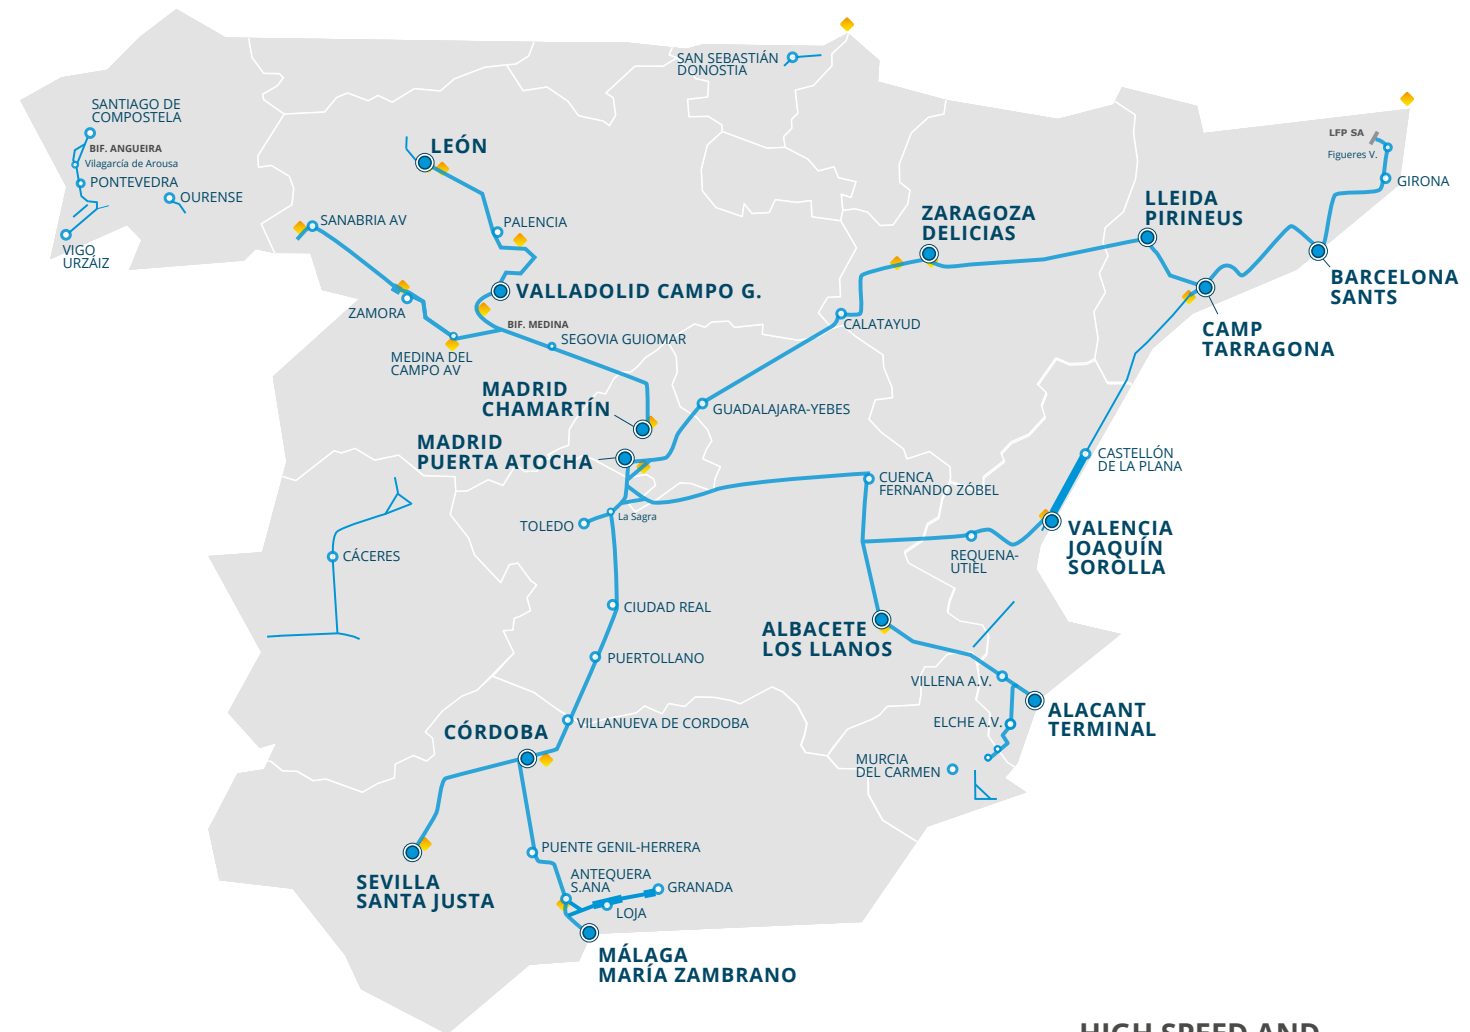 SAN SEBASTIÁN
DONOSTIA
SANTIAGO DE
COMPOSTELA
BIF. ANGUEIRA
Vilagarcía de Arousa
PONTEVEDRA
OURENSE
VIGO
URZÁIZ
LEÓN
PALENCIA
SANABRIA AV
ZAMORA
VALLADOLID CAMPO G.
BIF. MEDINA
SEGOVIA GUIOMAR
MEDINA DEL
CAMPO AV
MADRID
CHAMARTÍN
MADRID
PUERTA ATOCHA
ZARAGOZA
DELICIAS
CALATAYUD
GUADALAJARA-YEBES
LLEIDA
PIRINEUS
LFP SA
Figueres V.
GIRONA
BARCELONA
SANTS
CAMP
TARRAGONA
CASTELLÓN
DE LA PLANA
CUENCA
FERNANDO ZÓBEL
TOLEDO
La Sagra
CÁCERES
REQUENA-
UTIEL
VALENCIA
JOAQUÍN
SOROLLA
CIUDAD REAL
PUERTOLLANO
ALBACETE
LOS LLANOS
VILLENA A.V.
ELCHE A.V.
ALACANT
TERMINAL
MURCIA
DEL CARMEN
VILLANUEVA DE CORDOBA
CÓRDOBA
PUENTE GENIL-HERRERA
ANTEQUERA
S.ANA
GRANADA
LOJA
SEVILLA
SANTA JUSTA
MÁLAGA
MARÍA ZAMBRANO
HIGH SPEED AND